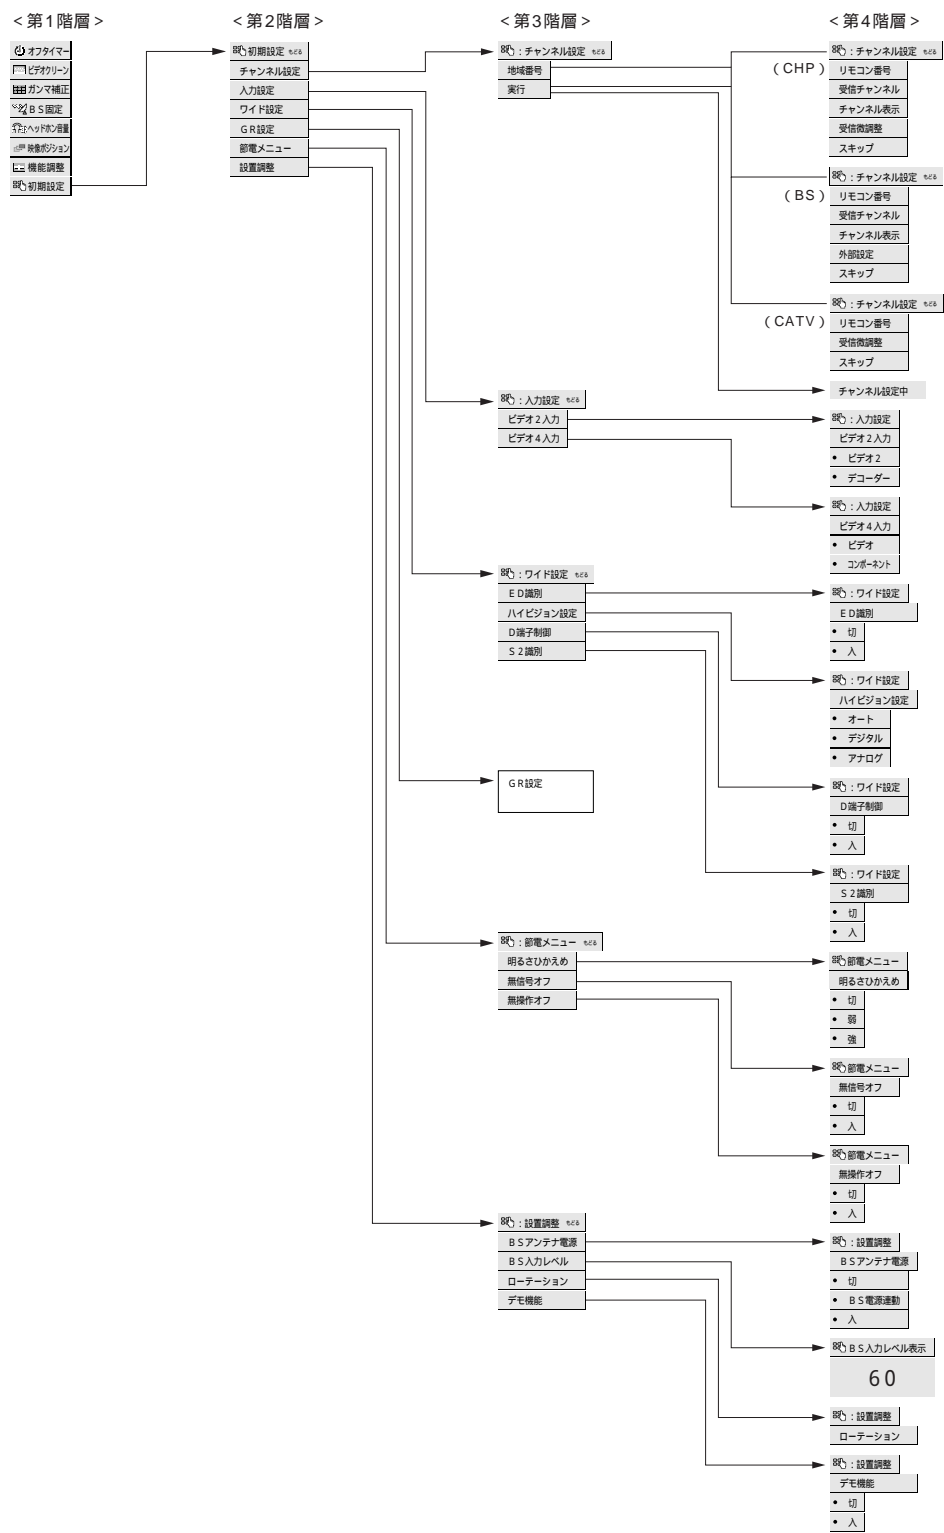 ＜第1階層＞
オフタイマー
ビデオクリーン
ガンマ補正
ＢＳ固定
ヘッドホン音量
映像ポジション
機能調整
初期設定
＜第2階層＞
初期設定 もどる
チャンネル設定
入力設定
ワイド設定
ＧＲ設定
節電メニュー
設置調整
＜第3階層＞
：チャンネル設定 もどる
地域番号
実行
：入力設定 もどる
ビデオ2入力
ビデオ4入力
：ワイド設定 もどる
ＥＤ識別
ハイビジョン設定
Ｄ端子制御
Ｓ２識別
ＧＲ設定
：節電メニュー もどる
明るさひかえめ
無信号オフ
無操作オフ
：設置調整 もどる
ＢＳアンテナ電源
ＢＳ入力レベル
ローテーション
デモ機能
＜第4階層＞
：チャンネル設定 もどる
（CHP）
リモコン番号
受信チャンネル
チャンネル表示
受信微調整
スキップ
：チャンネル設定 もどる
（BS）
リモコン番号
受信チャンネル
チャンネル表示
外部設定
スキップ
：チャンネル設定 もどる
（CATV）
リモコン番号
受信微調整
スキップ
チャンネル設定中
：入力設定
ビデオ2入力
• ビデオ2
• デコーダー
：入力設定
ビデオ4入力
• ビデオ
• コンポーネント
：ワイド設定
ＥＤ識別
• 切
• 入
：ワイド設定
ハイビジョン設定
• オート
• デジタル
• アナログ
：ワイド設定
Ｄ端子制御
• 切
• 入
：ワイド設定
Ｓ２識別
• 切
• 入
節電メニュー
明るさひかえめ
• 切
• 弱
• 強
節電メニュー
無信号オフ
• 切
• 入
節電メニュー
無操作オフ
• 切
• 入
：設置調整
ＢＳアンテナ電源
• 切
• ＢＳ電源連動
• 入
ＢＳ入力レベル表示
60
：設置調整
ローテーション
：設置調整
デモ機能
• 切
• 入